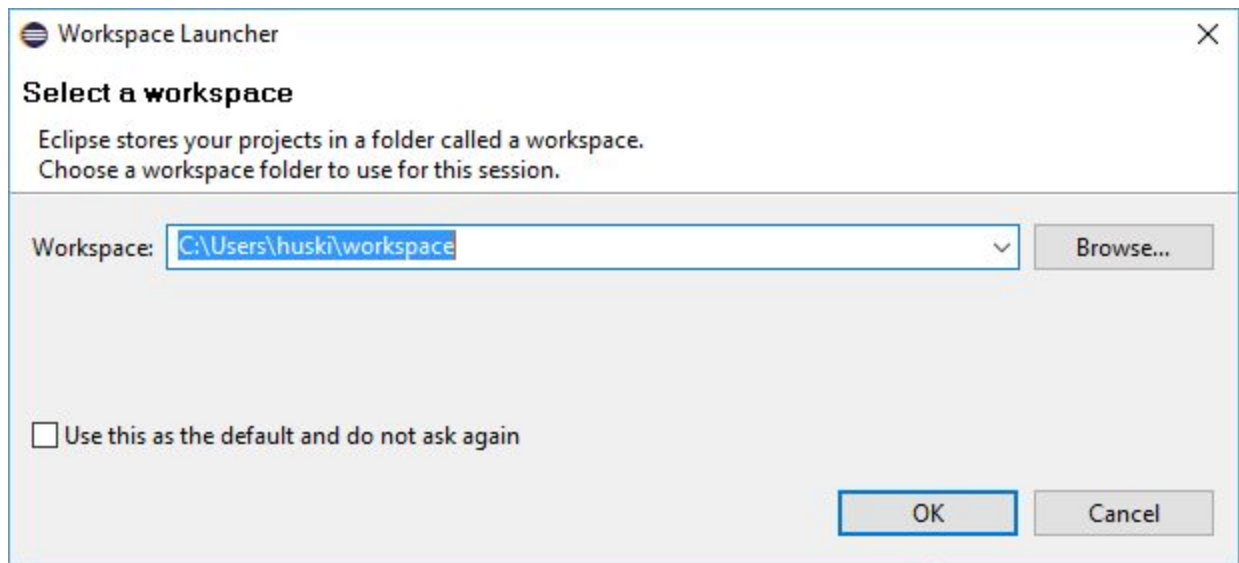 Workspace Launcher
Select a workspace
Eclipse stores your projects in a folder called a workspace.
Choose a workspace folder to use for this session.
Workspace: C:\Users\huski\workspace Browse...
Use this as the default and do not ask again
OK Cancel